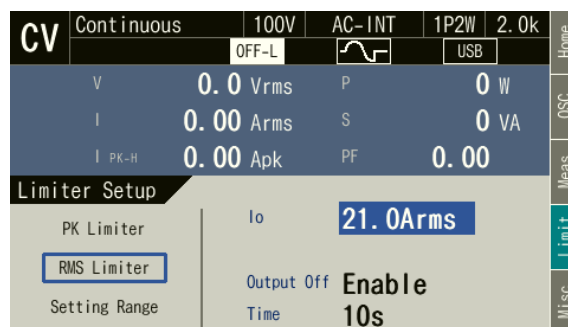 CV Continuous 100V AC-INT 1P2W 2.0k
OFF-L USB
V 0.0 Vrms P 0 W
I 0.00 Arms S 0 VA
I PK-H 0.00 Apk PF 0.00
Limiter Setup
PK Limiter
RMS Limiter
Setting Range
Io 21.0Arms
Output Off Enable
Time 10s
Home
OSC
Meas
Limit
Misc